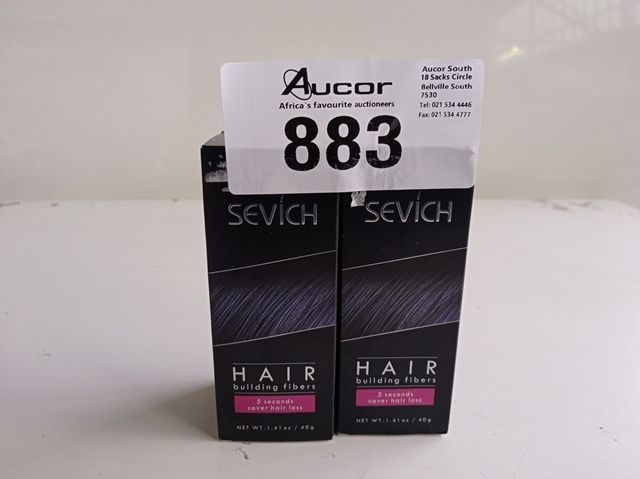 Aucor
Africa's favourite auctioneers
883
Aucor South
18 Sacks Circle
Bellville South
7530
Tel: 021 534 4446
Fax: 021 534 4777
SEVICH
HAIR
building fibers
5 seconds
cover hair loss
NET WT.1.41oz / 40g
SEVICH
HAIR
building fibers
5 seconds
cover hair loss
NET WT.1.41oz / 40g